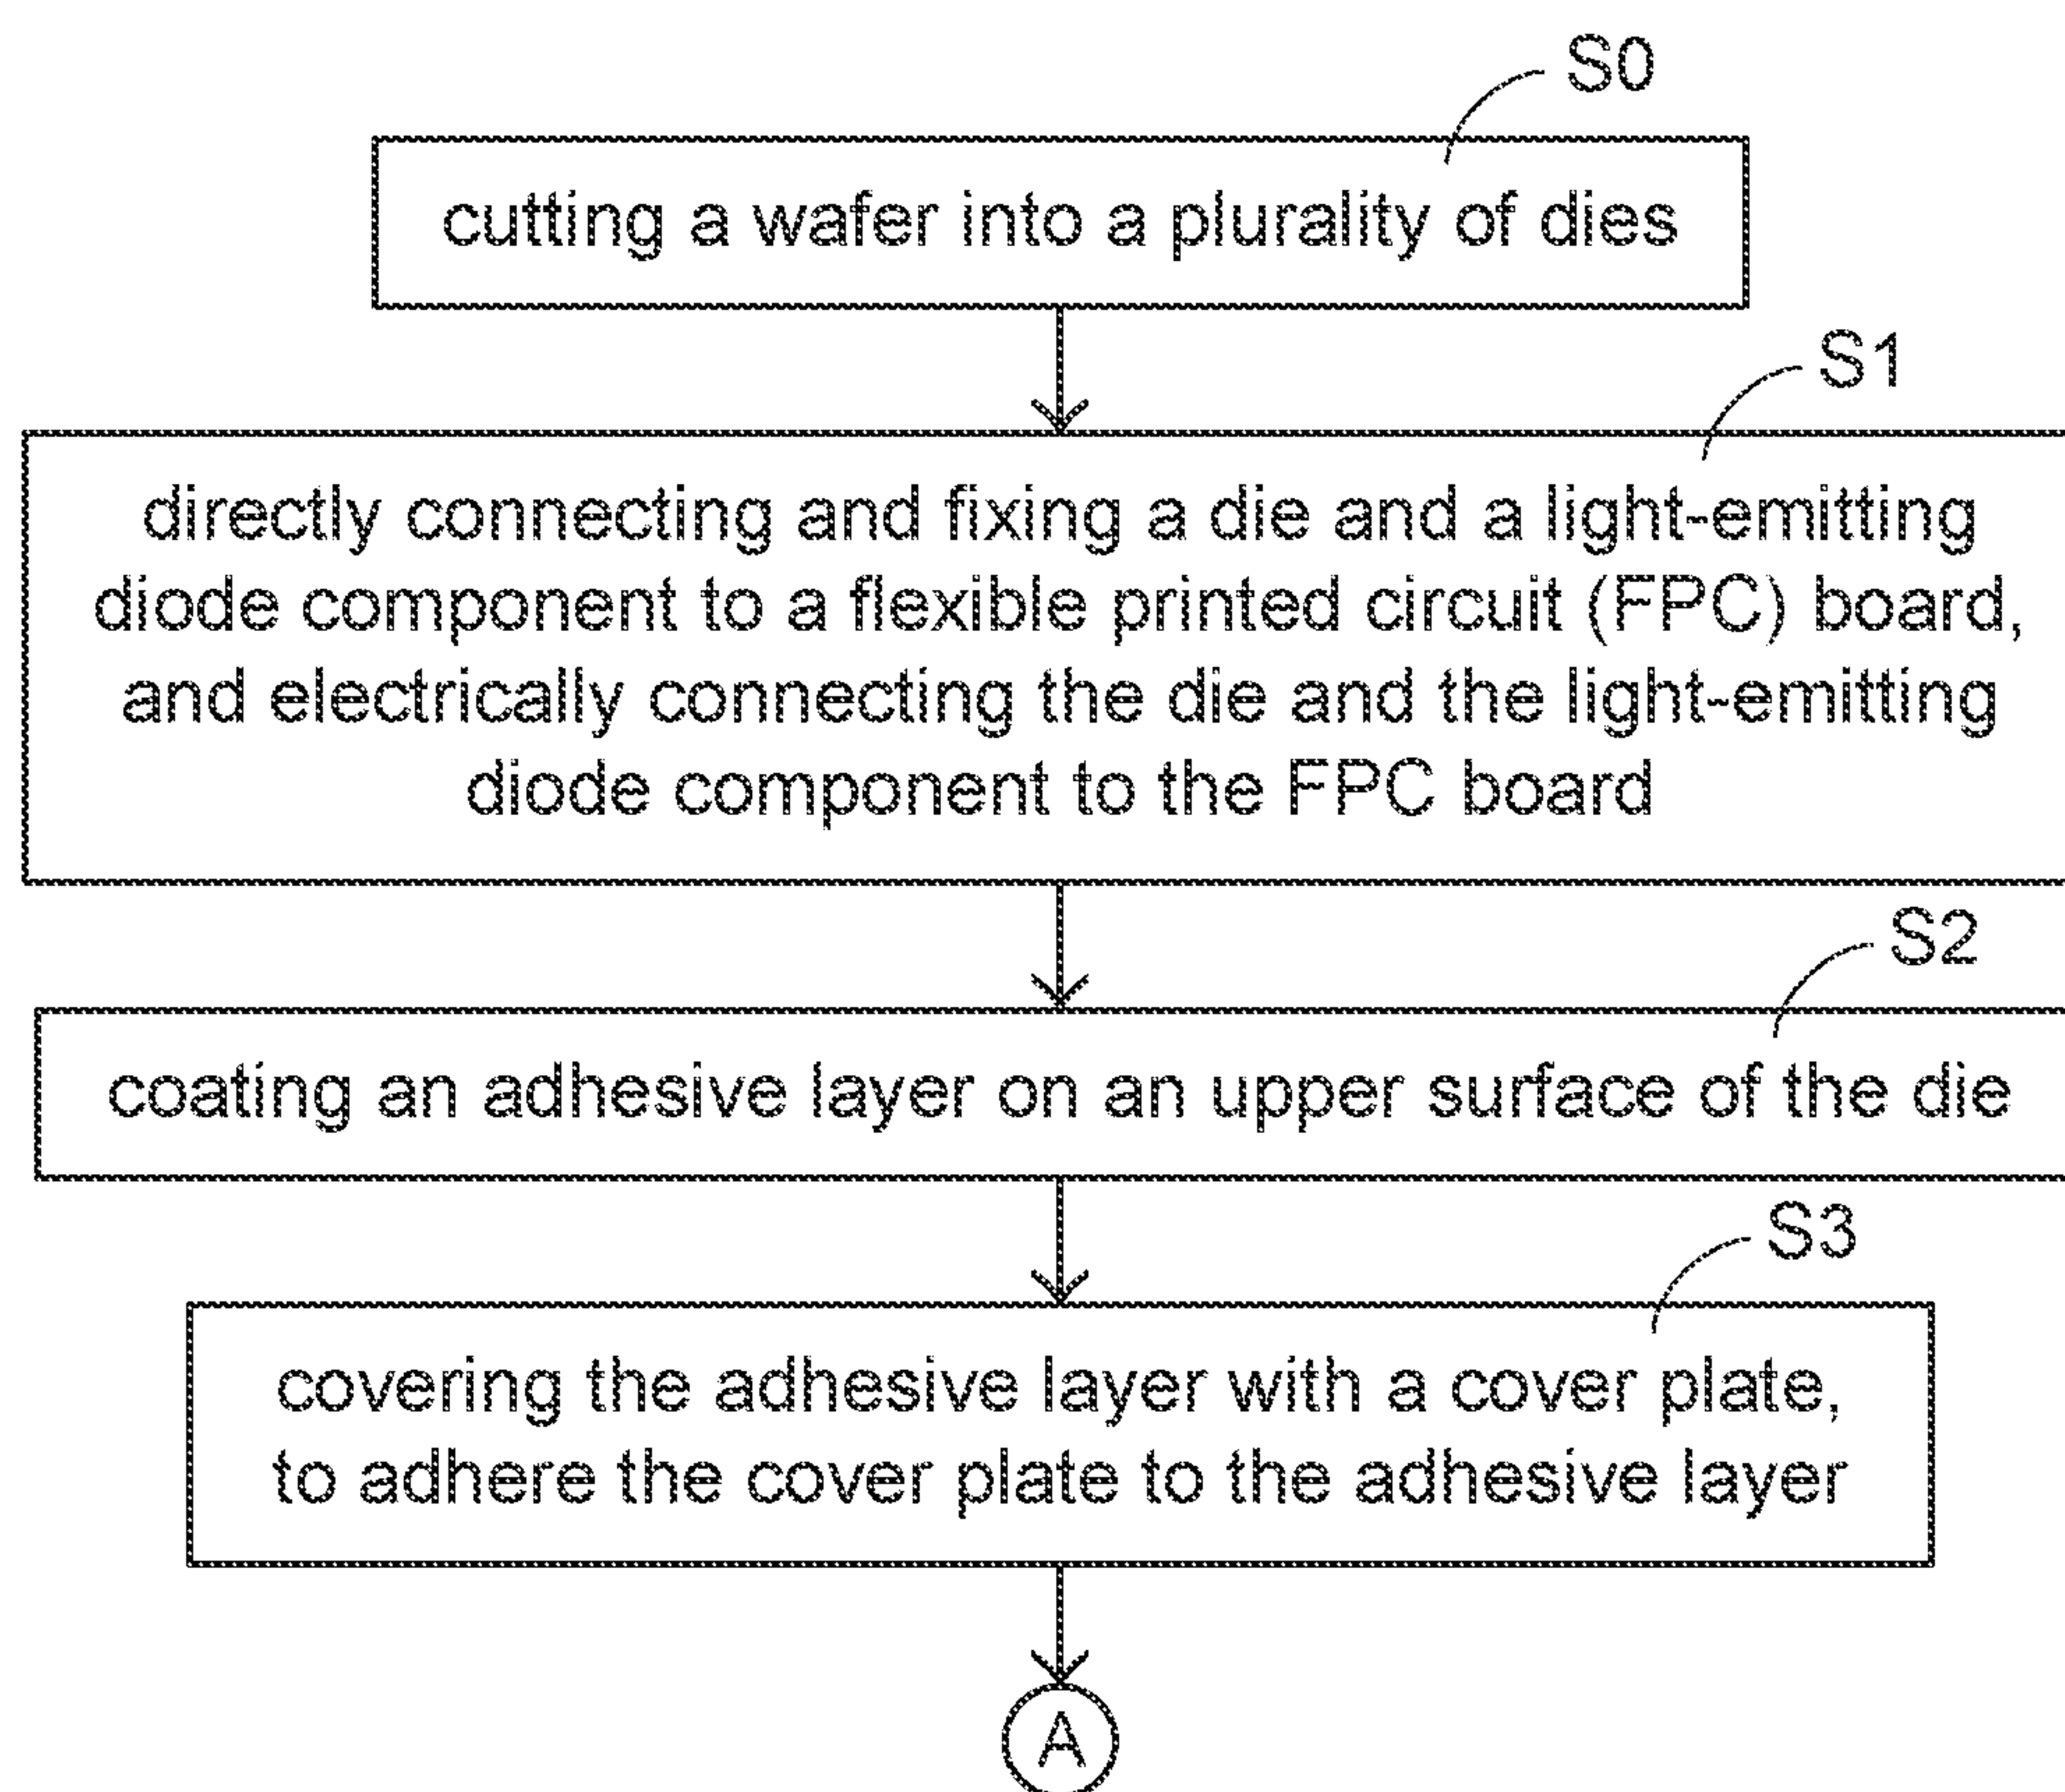 S0
cutting a wafer into a plurality of dies
S1
directly connecting and fixing a die and a light-emitting
diode component to a flexible printed circuit (FPC) board,
and electrically connecting the die and the light-emitting
diode component to the FPC board
S2
coating an adhesive layer on an upper surface of the die
S3
covering the adhesive layer with a cover plate,
to adhere the cover plate to the adhesive layer
A